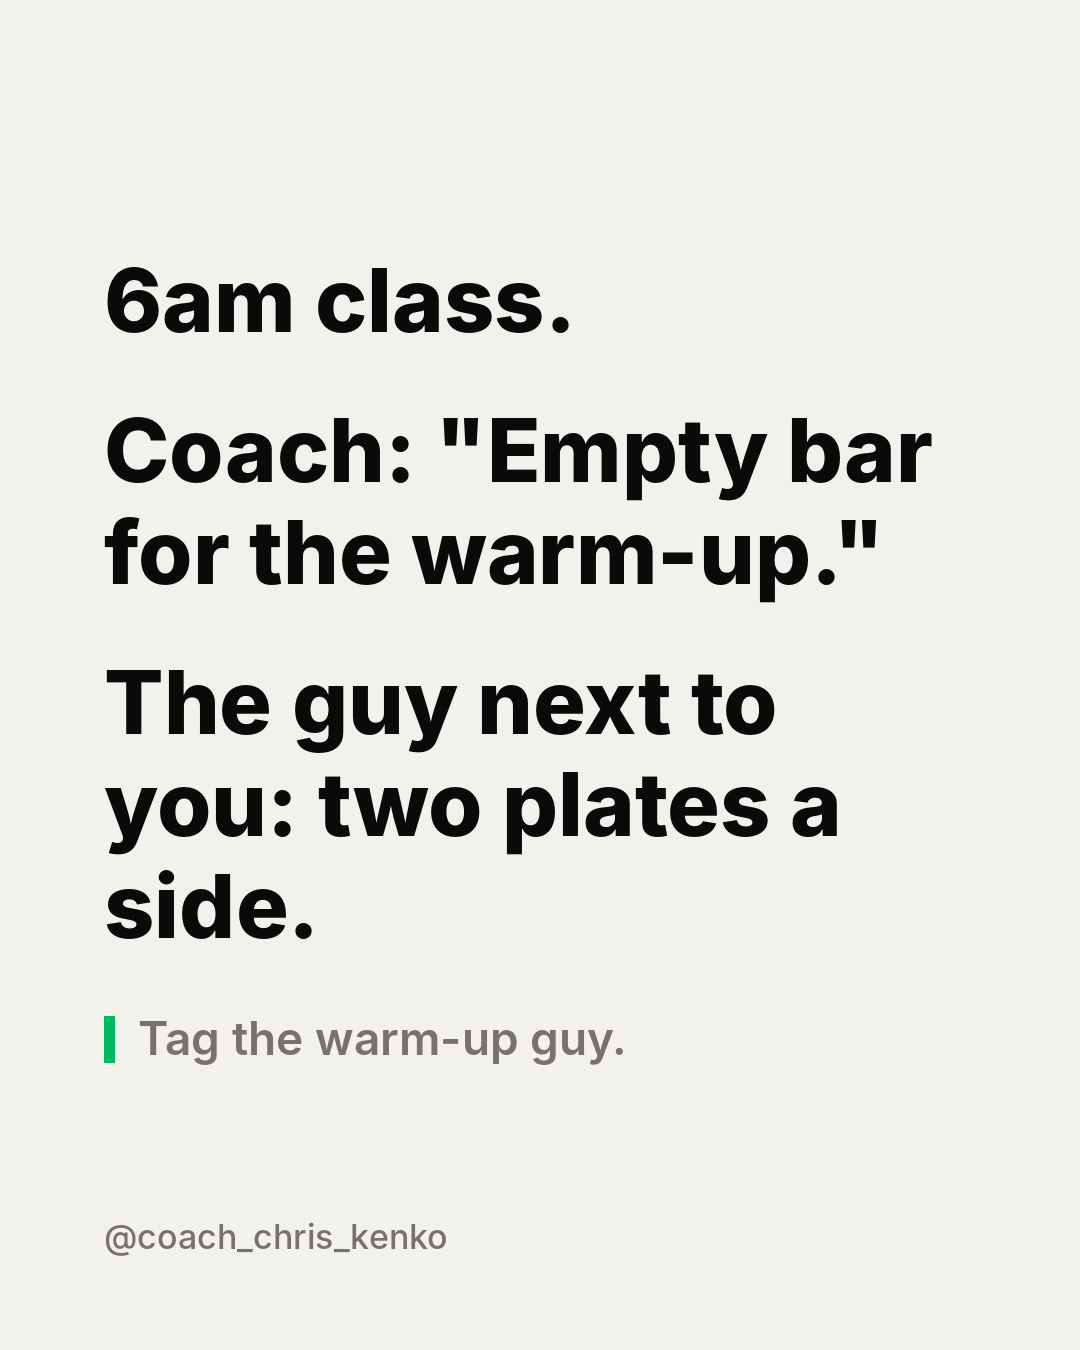 6am class.
Coach: "Empty bar
for the warm-up."
The guy next to
you: two plates a
side.
Tag the warm-up guy.
@coach_chris_kenko